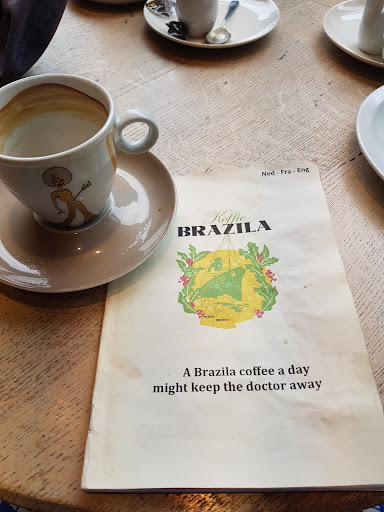 Ned - Fra - Eng
Koffie
BRAZILA
A Brazila coffee a day
might keep the doctor away